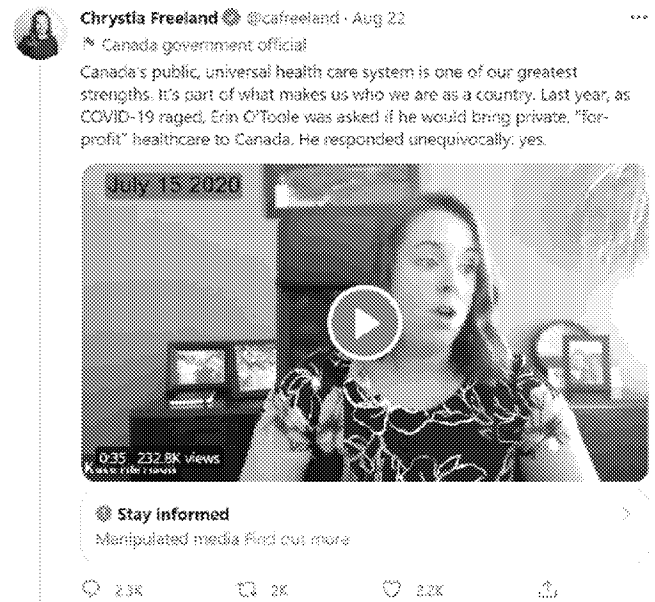 Chrystia Freeland @cafreeland · Aug 22
Canada government official
Canada's public, universal health care system is one of our greatest
strengths. It's part of what makes us who we are as a country. Last year, as
COVID-19 raged, Erin O'Toole was asked if he would bring private, "for-
profit" healthcare to Canada. He responded unequivocally: yes.
July 15 2020
0:35 232.8K views
Stay informed
Manipulated media Find out more
2.3K 2K 2.2K